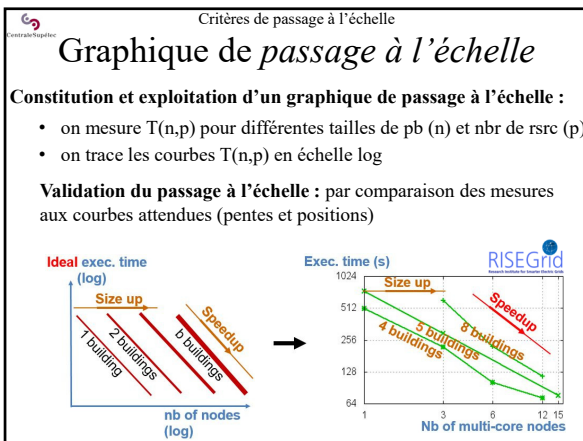 Critères de passage à l'échelle
CentraleSupélec
Graphique de passage à l'échelle
Constitution et exploitation d'un graphique de passage à l'échelle :
• on mesure T(n,p) pour différentes tailles de pb (n) et nbr de rsrc (p)
• on trace les courbes T(n,p) en échelle log
Validation du passage à l'échelle : par comparaison des mesures
aux courbes attendues (pentes et positions)
Ideal exec. time
(log)
Size up
Speedup
1 building
2 buildings
b buildings
nb of nodes
(log)
RISEGrid
Research Institute for Smarter Electric Grids
Exec. time (s)
1024
512
256
128
64
Size up
Speedup
4 buildings
5 buildings
8 buildings
1 3 6 12 15
Nb of multi-core nodes